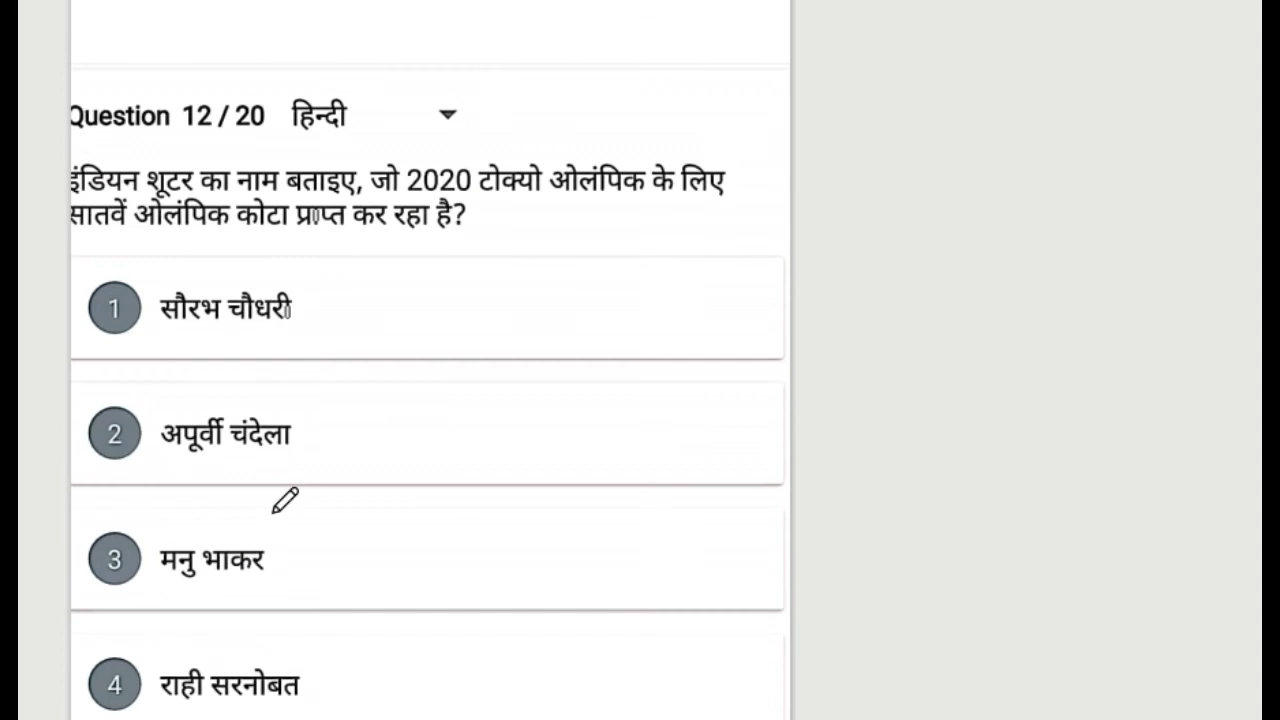 Question 12 / 20 हिन्दी
इंडियन शूटर का नाम बताइए, जो 2020 टोक्यो ओलंपिक के लिए
सातवें ओलंपिक कोटा प्राप्त कर रहा है?
1 सौरभ चौधरी
2 अपूर्वी चंदेला
3 मनु भाकर
4 राही सरनोबत